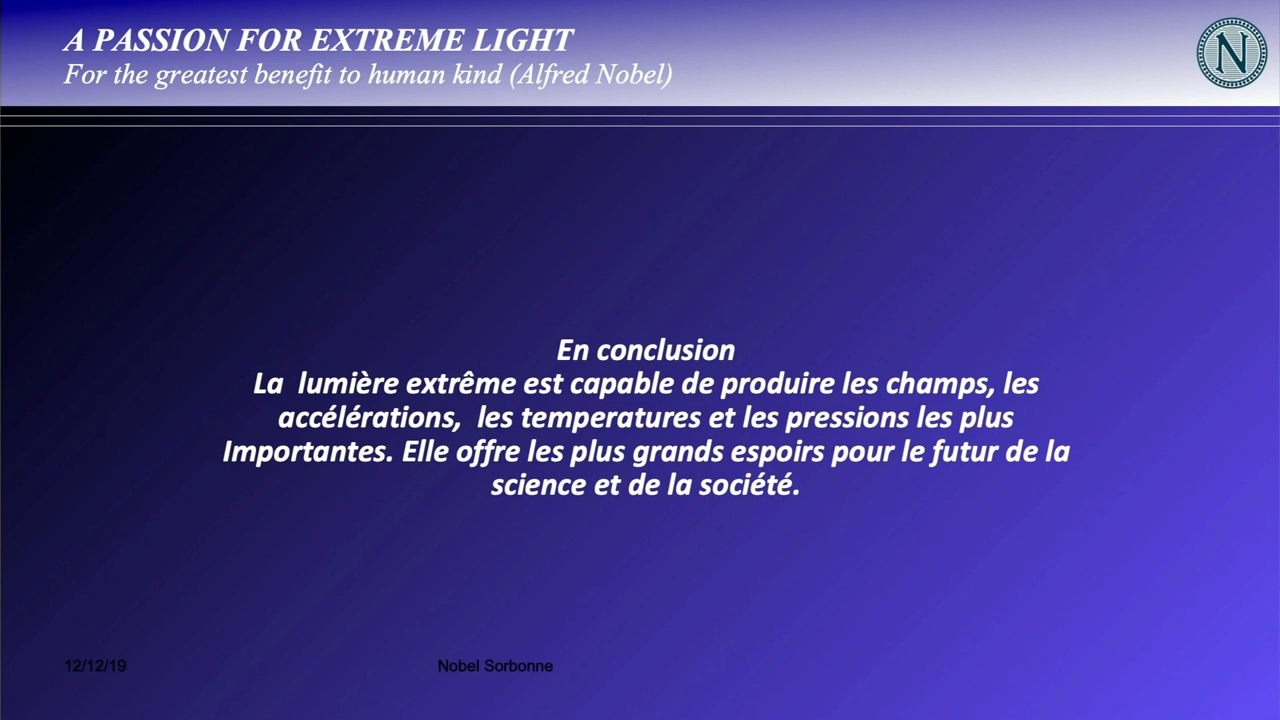 A PASSION FOR EXTREME LIGHT
For the greatest benefit to human kind (Alfred Nobel)
N
En conclusion
La lumière extrême est capable de produire les champs, les
accélérations, les temperatures et les pressions les plus
Importantes. Elle offre les plus grands espoirs pour le futur de la
science et de la société.
12/12/19
Nobel Sorbonne